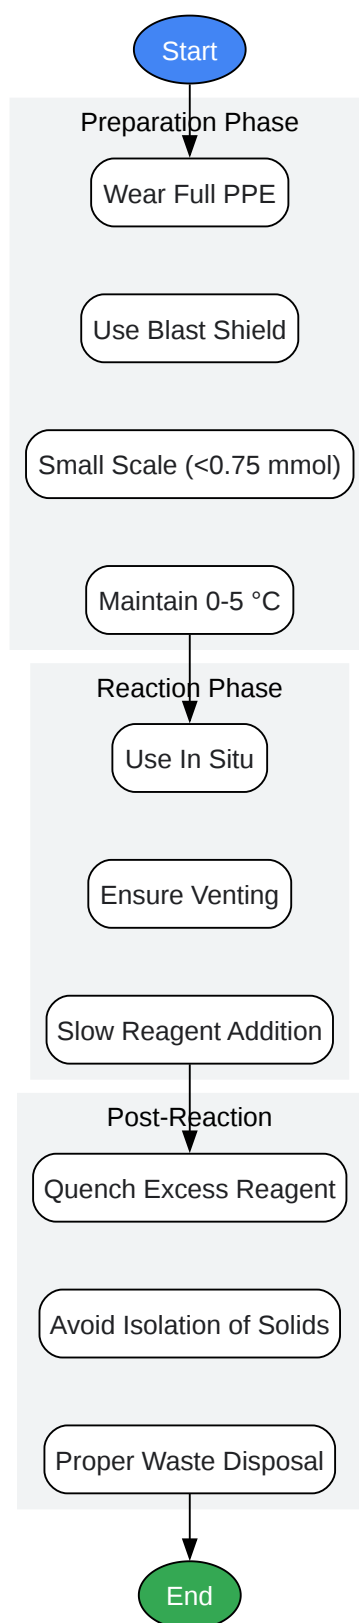 Start
Preparation Phase
Wear Full PPE
Use Blast Shield
Small Scale (<0.75 mmol)
Maintain 0-5 °C
Reaction Phase
Use In Situ
Ensure Venting
Slow Reagent Addition
Post-Reaction
Quench Excess Reagent
Avoid Isolation of Solids
Proper Waste Disposal
End